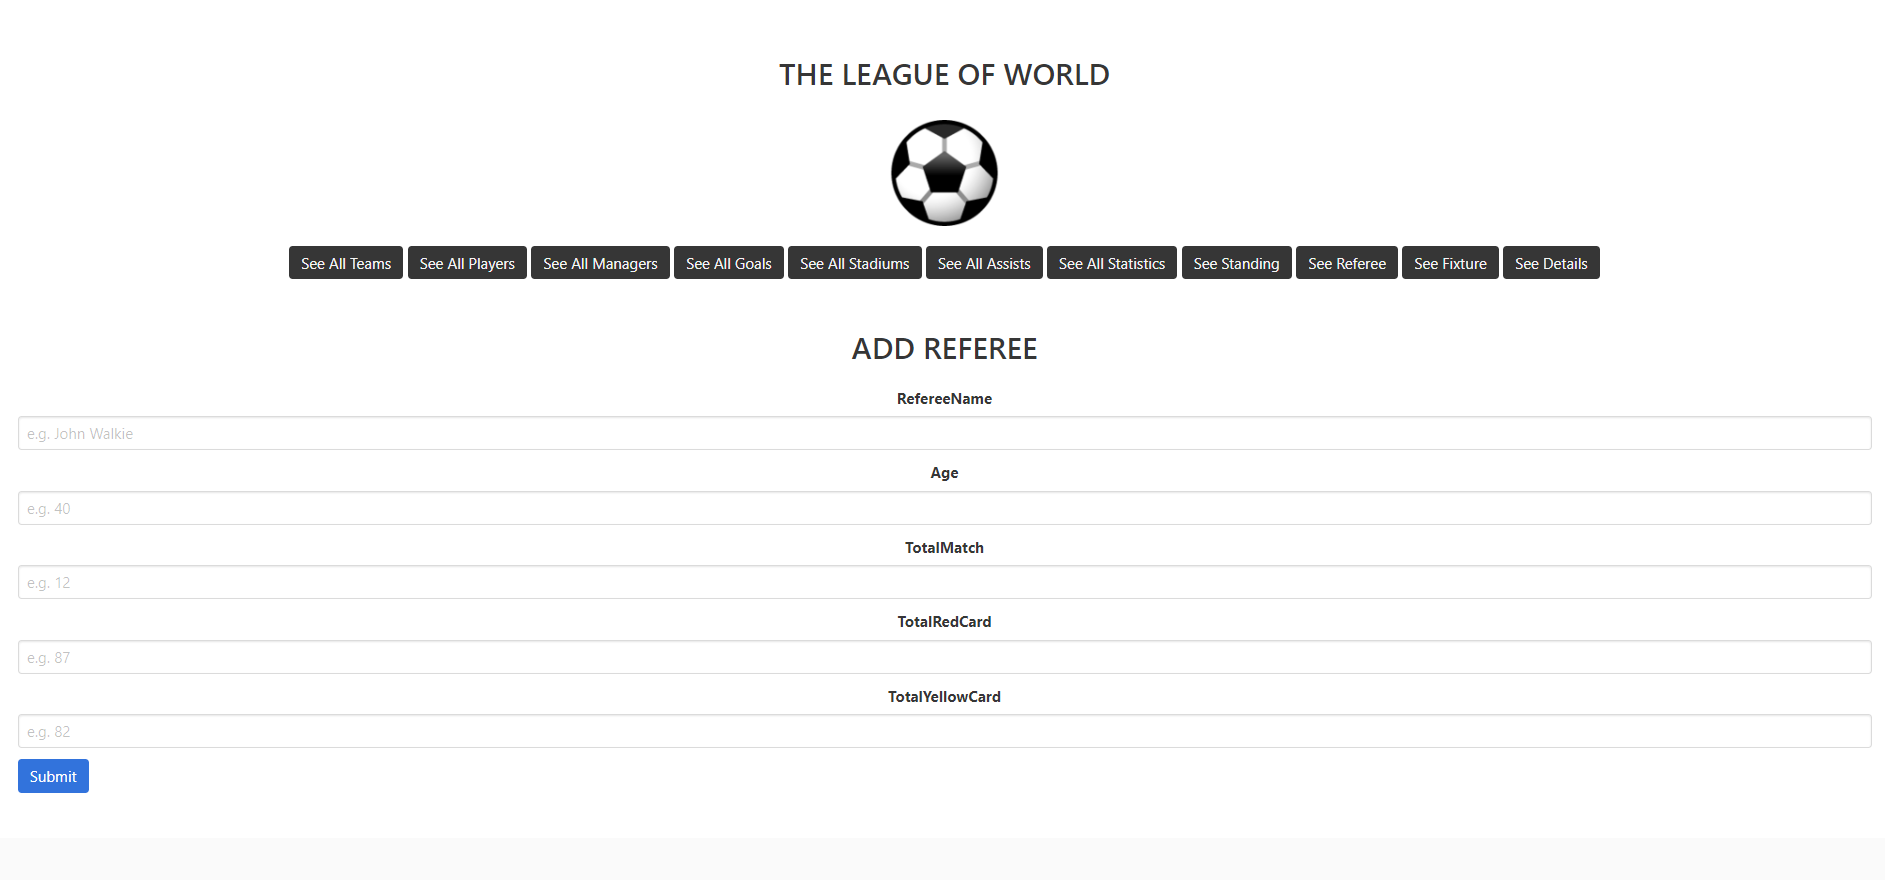 THE LEAGUE OF WORLD
See All Teams See All Players See All Managers See All Goals See All Stadiums See All Assists See All Statistics See Standing See Referee See Fixture See Details
ADD REFEREE
RefereeName
e.g. John Walkie
Age
e.g. 40
TotalMatch
e.g. 12
TotalRedCard
e.g. 87
TotalYellowCard
e.g. 82
Submit